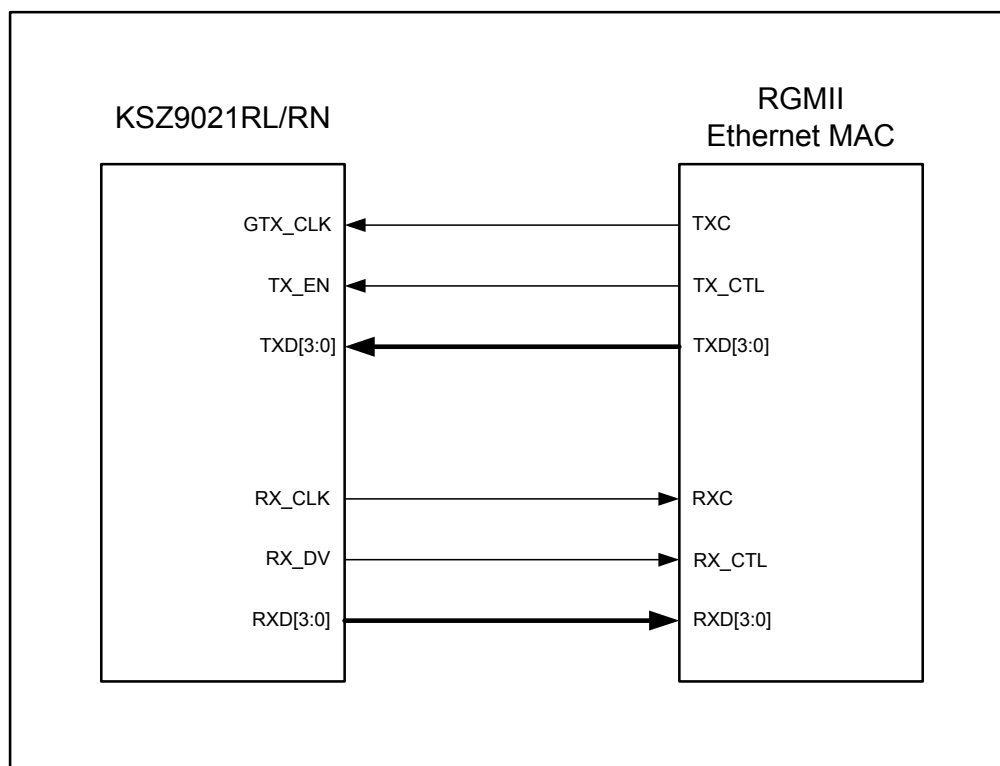 KSZ9021RL/RN
RGMII
Ethernet MAC
GTX_CLK
TXC
TX_EN
TX_CTL
TXD[3:0]
TXD[3:0]
RX_CLK
RXC
RX_DV
RX_CTL
RXD[3:0]
RXD[3:0]